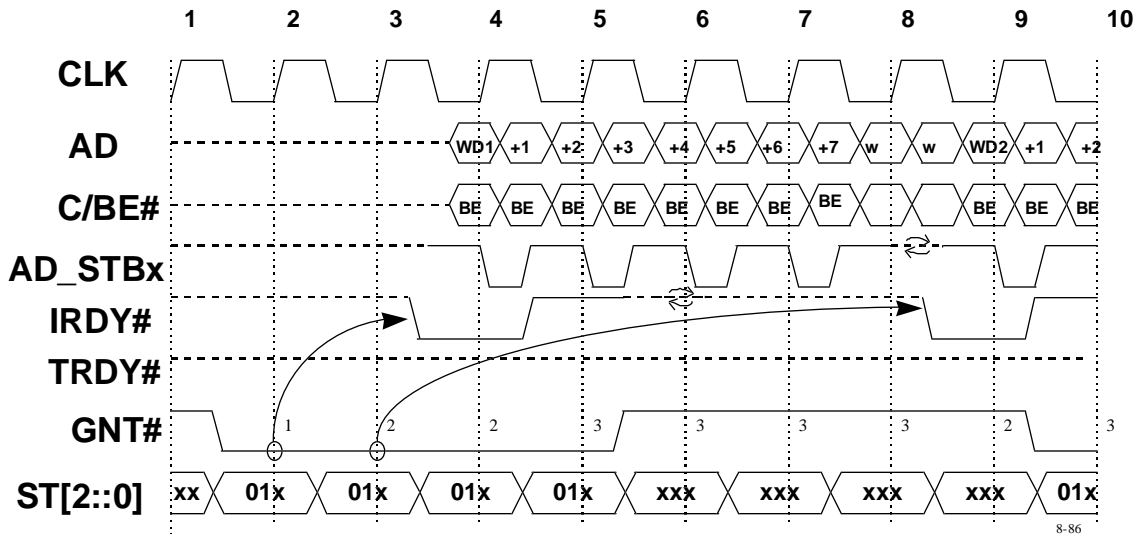 1 2 3 4 5 6 7 8 9 10
CLK
AD WD1 +1 +2 +3 +4 +5 +6 +7 w w WD2 +1 +2
C/BE# BE BE BE BE BE BE BE BE BE BE BE
AD_STBx
IRDY#
TRDY#
GNT# 1 2 2 3 3 3 3 2 3
ST[2::0] xx 01x 01x 01x 01x xxx xxx xxx xxx 01x
8-86